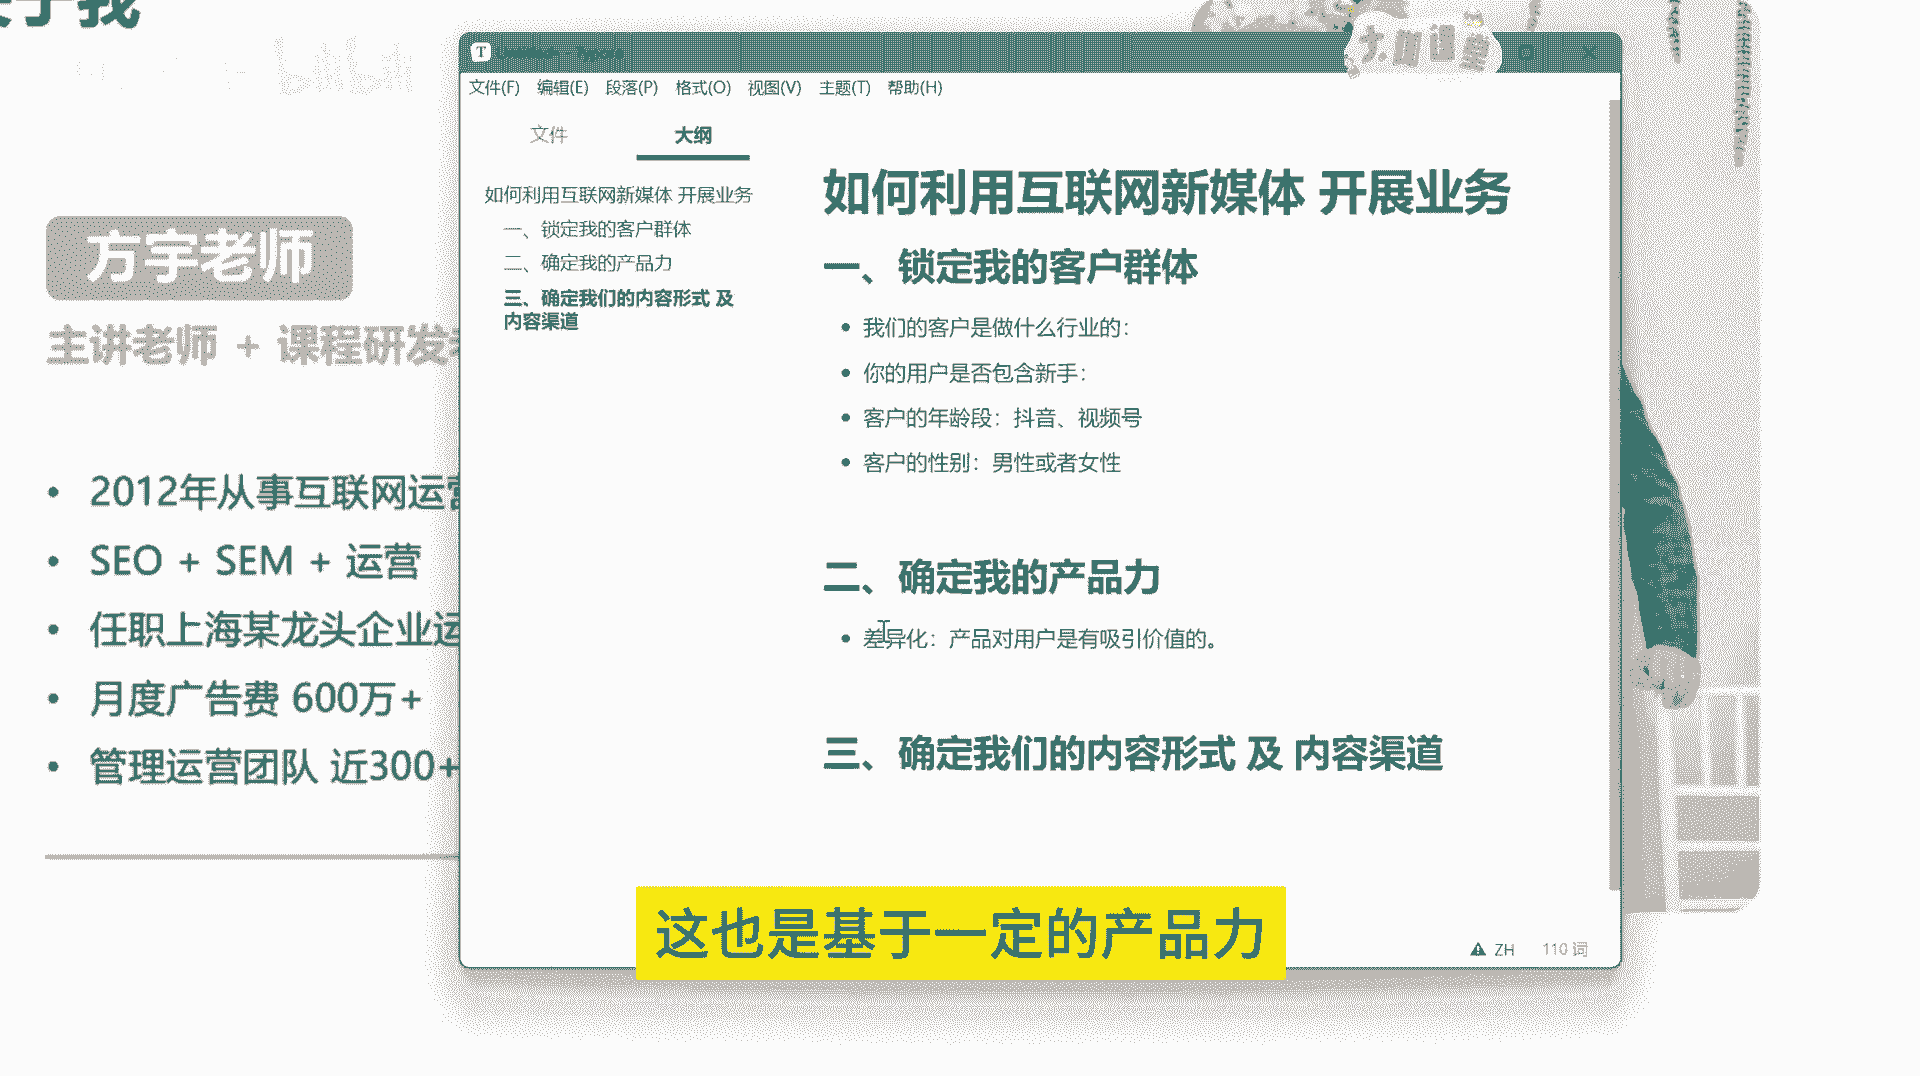 关于我
bilibili
方宇老师
主讲老师 + 课程研发
• 2012年从事互联网运营
• SEO + SEM + 运营
• 任职上海某龙头企业运
• 月度广告费 600万+
• 管理运营团队 近300+
大咖课堂
文件(F) 编辑(E) 段落(P) 格式(O) 视图(V) 主题(T) 帮助(H)
文件 大纲
如何利用互联网新媒体 开展业务
一、锁定我的客户群体
二、确定我的产品力
三、确定我们的内容形式 及
内容渠道
如何利用互联网新媒体 开展业务
一、锁定我的客户群体
• 我们的客户是做什么行业的：
• 你的用户是否包含新手：
• 客户的年龄段：抖音、视频号
• 客户的性别：男性或者女性
二、确定我的产品力
• 差异化：产品对用户是有吸引价值的。
三、确定我们的内容形式 及 内容渠道
ZH 110 词
这也是基于一定的产品力